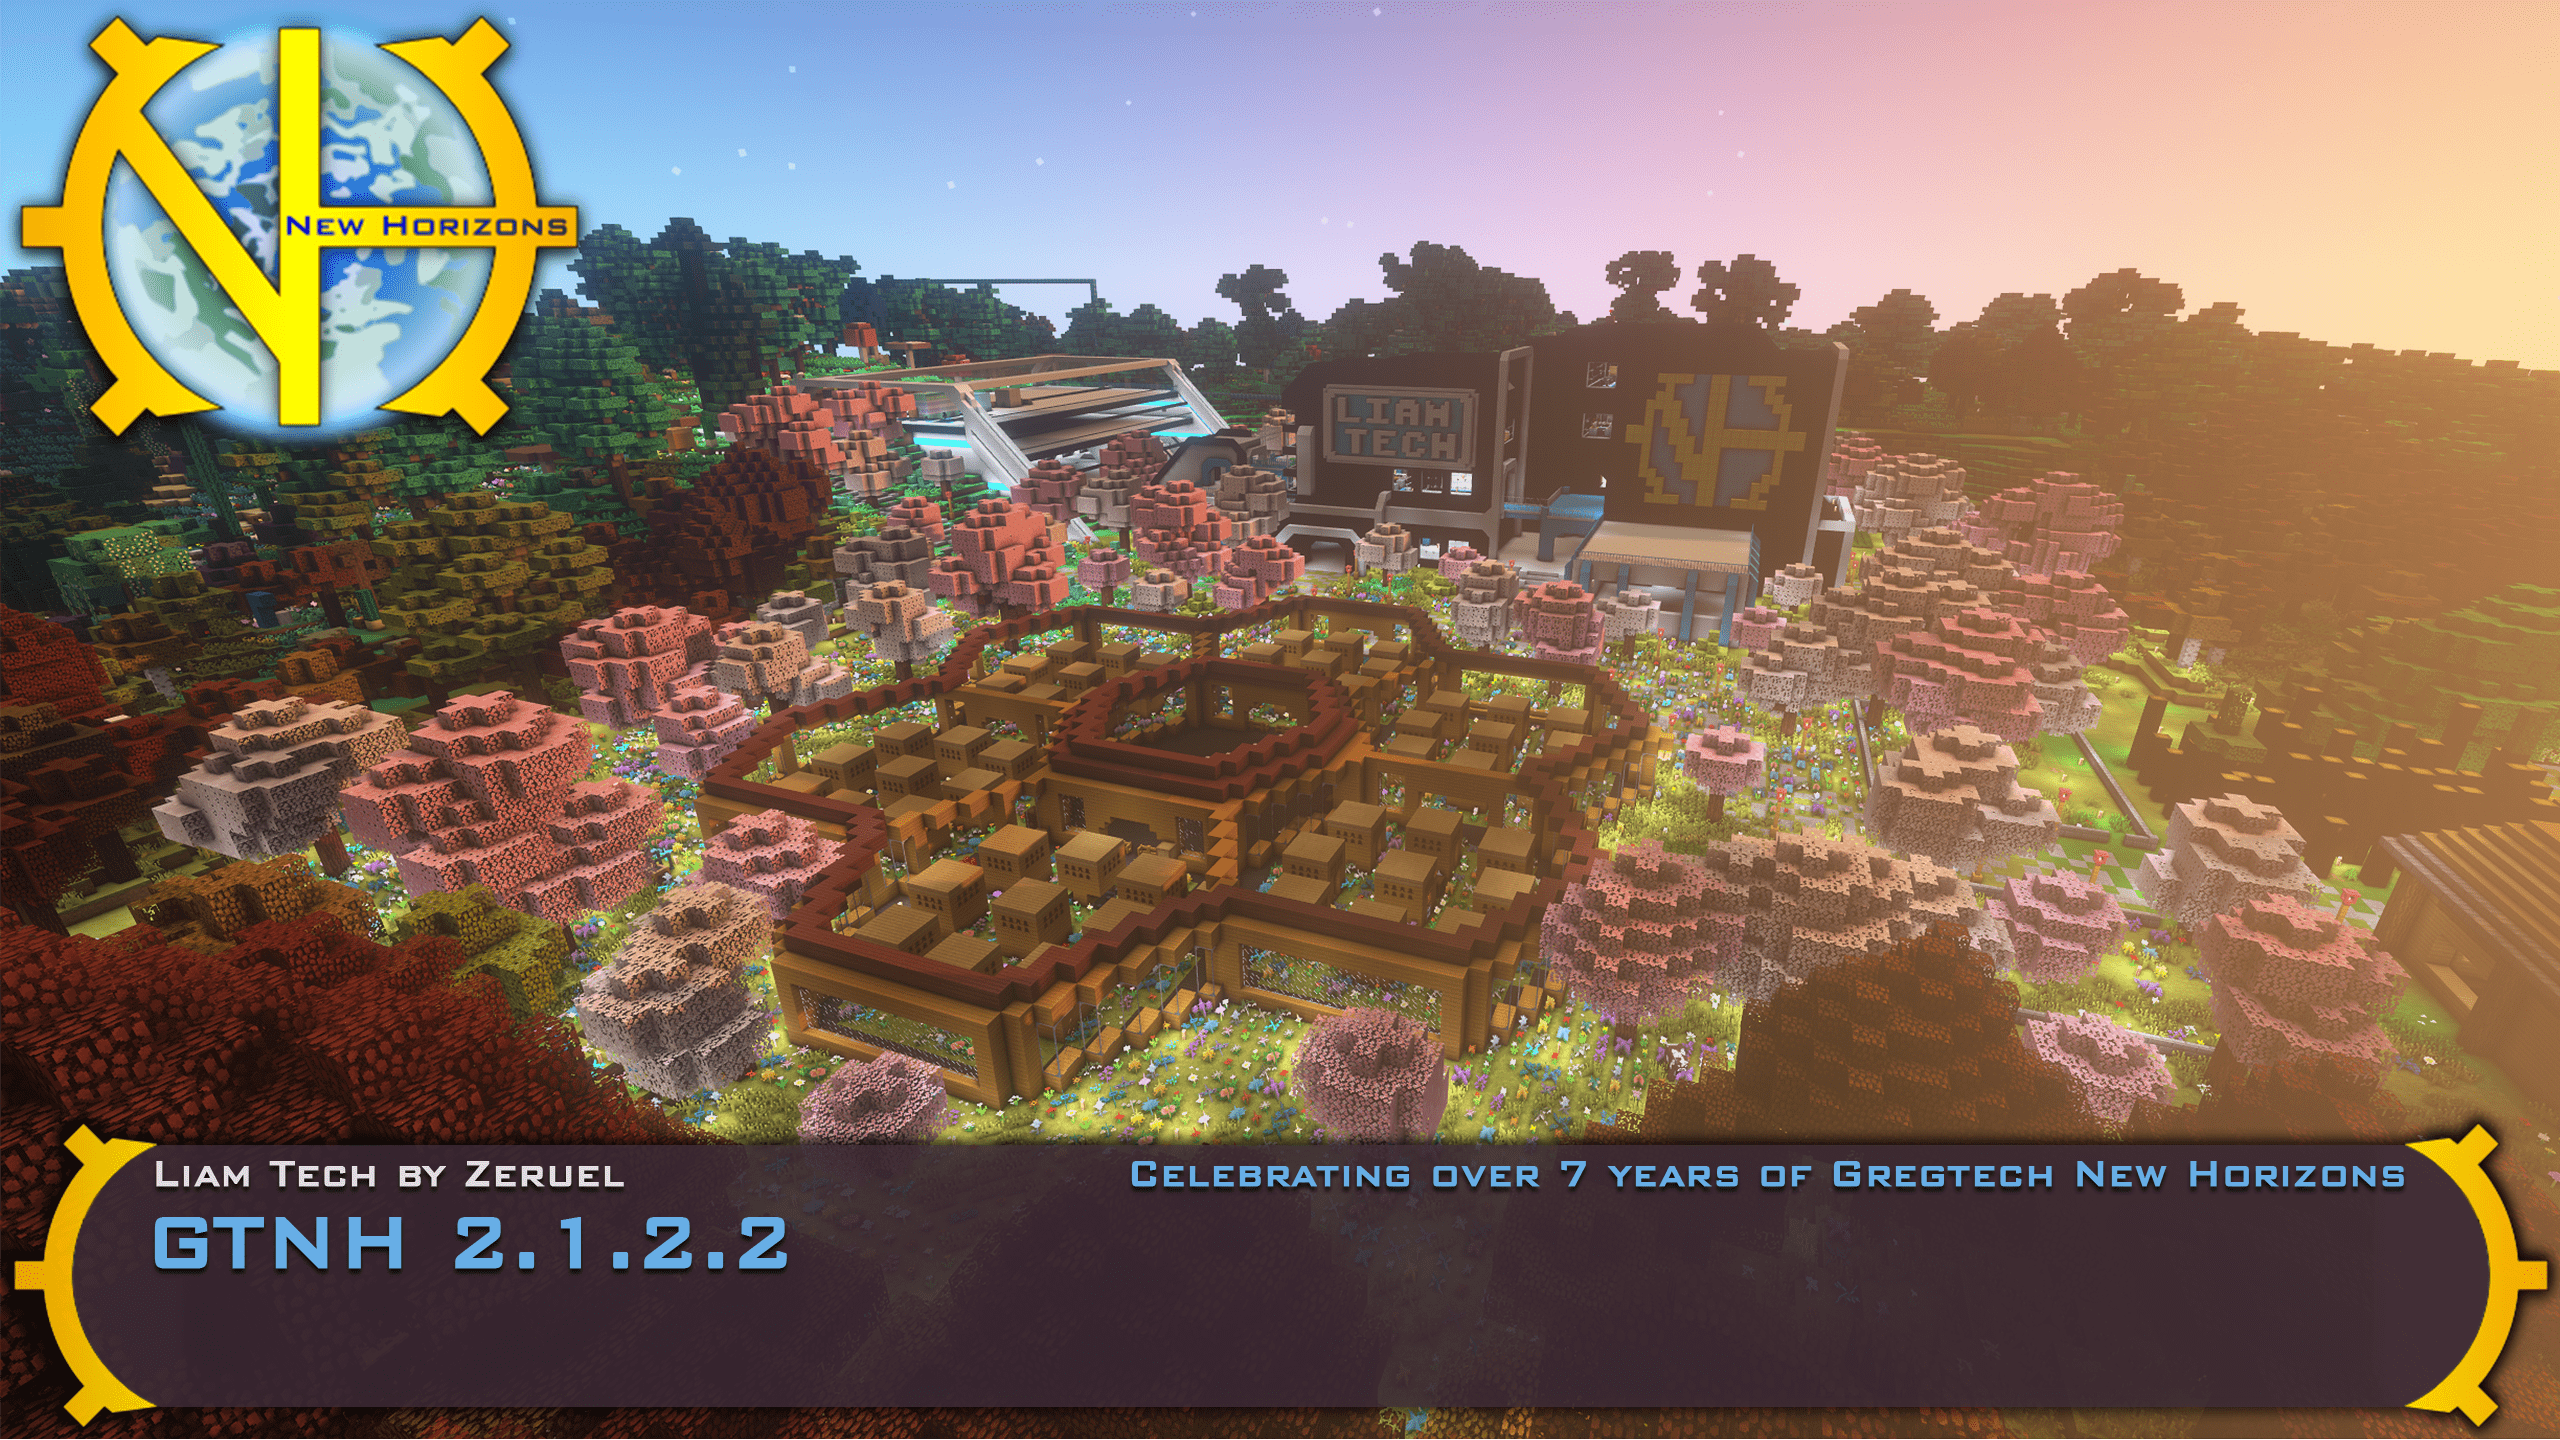 New Horizons
LIAM
TECH
Liam Tech by Zeruel
Celebrating over 7 years of Gregtech New Horizons
GTNH 2.1.2.2